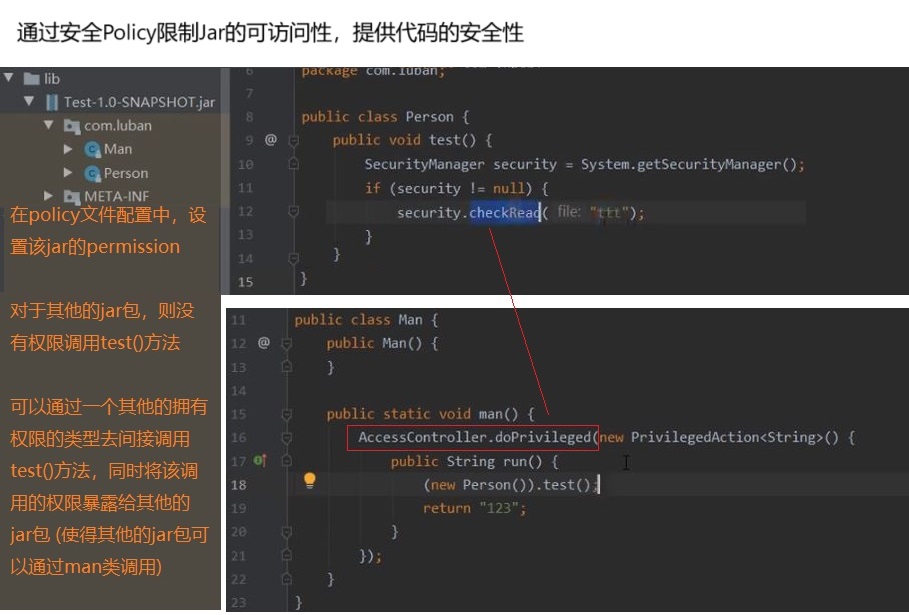 通过安全Policy限制Jar的可访问性，提供代码的安全性
lib
Test-1.0-SNAPSHOT.jar
com.luban
Man
Person
META-INF
在policy文件配置中，设
置该jar的permission
对于其他的jar包，则没
有权限调用test()方法
可以通过一个其他的拥有
权限的类型去间接调用
test()方法，同时将该调
用的权限暴露给其他的
jar包 (使得其他的jar包可
以通过man类调用)
6 package com.luban;
7
8 public class Person {
9 @ public void test() {
10 SecurityManager security = System.getSecurityManager();
11 if (security != null) {
12 security.checkRead( file: "ttt");
13 }
14 }
15 }
11 public class Man {
12 @ public Man() {
13 }
14
15 public static void man() {
16 AccessController.doPrivileged(new PrivilegedAction<String>() {
17 public String run() {
18 (new Person()).test();
19 return "123";
20 }
21 });
22 }
23 }